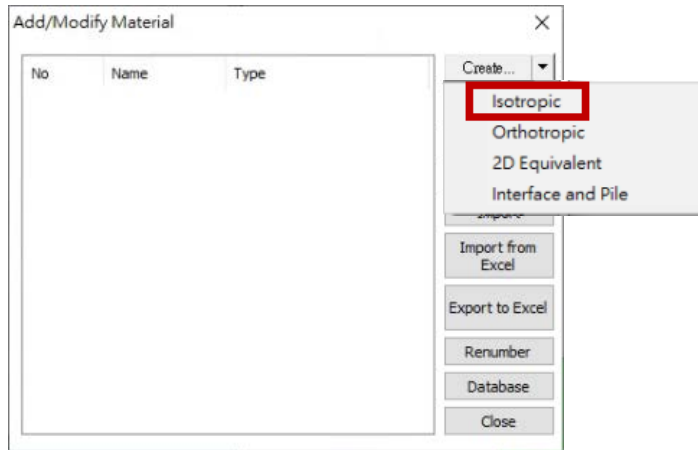 Add/Modify Material
No Name Type
Create...
Isotropic
Orthotropic
2D Equivalent
Interface and Pile
Import
Import from
Excel
Export to Excel
Renumber
Database
Close